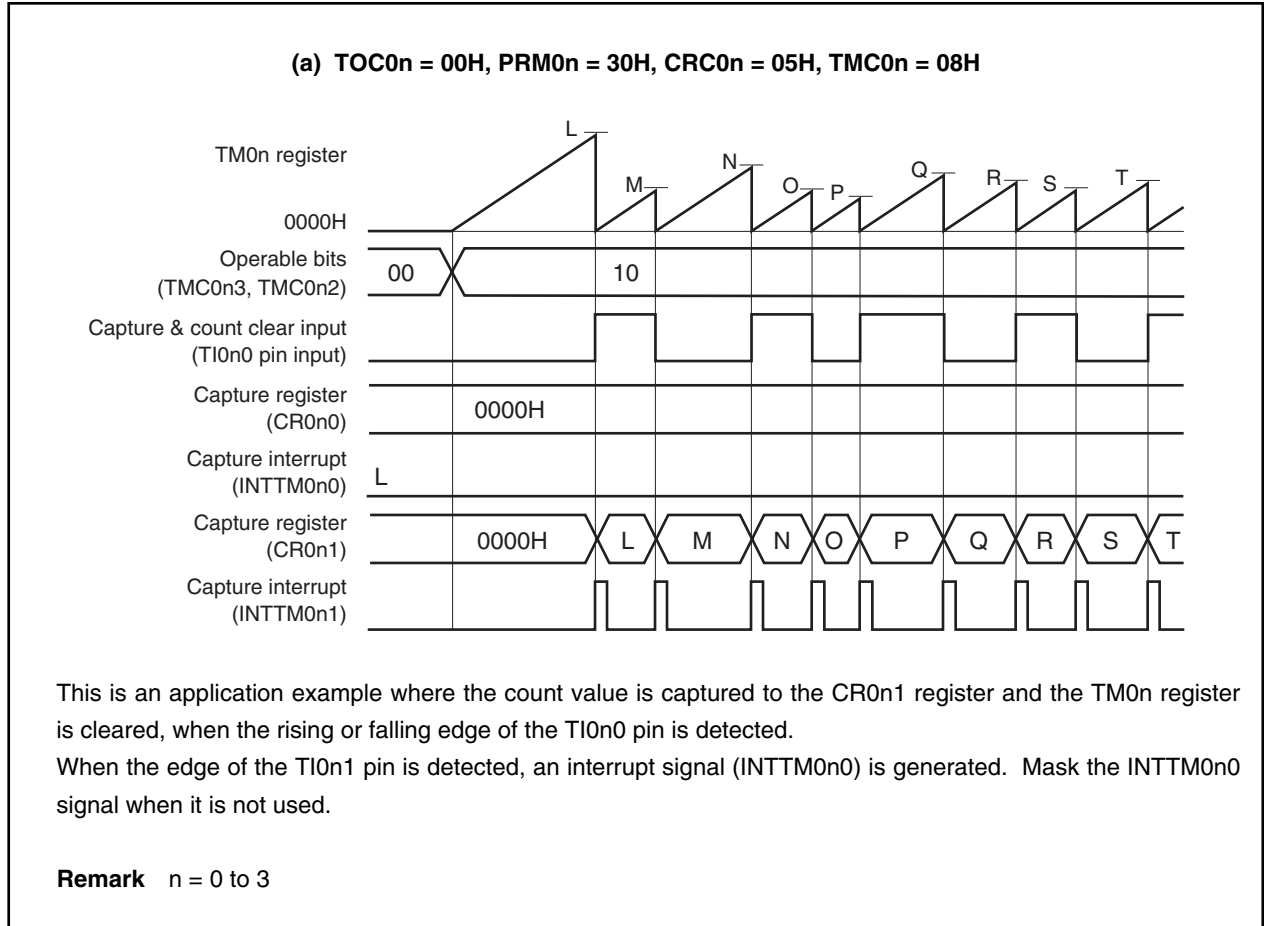 (a) TOC0n = 00H, PRM0n = 30H, CRC0n = 05H, TMC0n = 08H
TM0n register
L
M
N
O
P
Q
R
S
T
0000H
Operable bits
(TMC0n3, TMC0n2)
00
10
Capture & count clear input
(TI0n0 pin input)
Capture register
(CR0n0)
0000H
Capture interrupt
(INTTM0n0)
L
Capture register
(CR0n1)
0000H
L
M
N
O
P
Q
R
S
T
Capture interrupt
(INTTM0n1)
This is an application example where the count value is captured to the CR0n1 register and the TM0n register
is cleared, when the rising or falling edge of the TI0n0 pin is detected.
When the edge of the TI0n1 pin is detected, an interrupt signal (INTTM0n0) is generated. Mask the INTTM0n0
signal when it is not used.
Remark n = 0 to 3